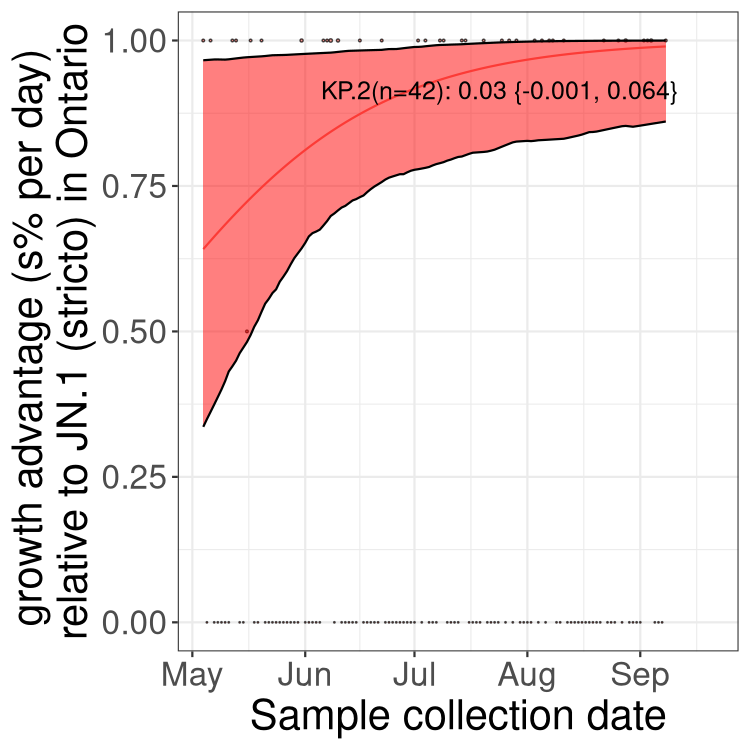 growth advantage (s% per day)
relative to JN.1 (stricto) in Ontario
1.00
0.75
0.50
0.25
0.00
KP.2(n=42): 0.03 {-0.001, 0.064}
May Jun Jul Aug Sep
Sample collection date